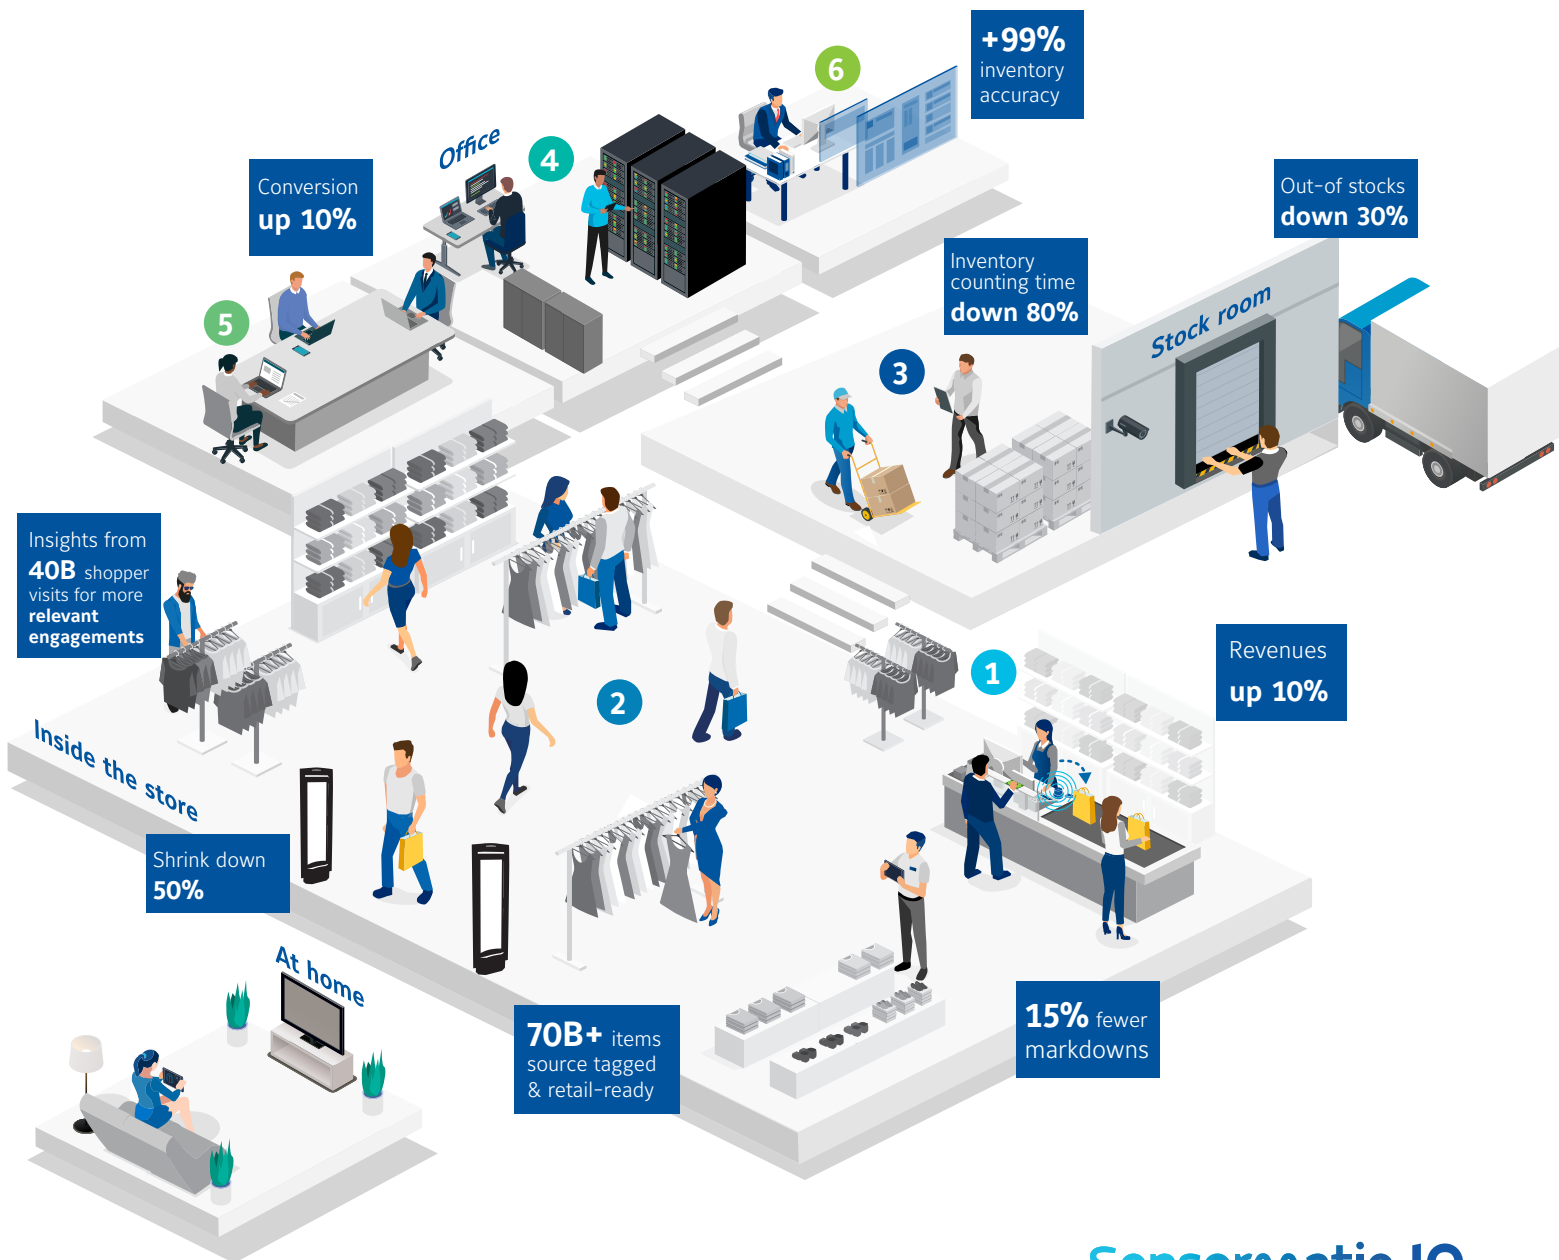 +99%
inventory
accuracy
6
Office
4
Conversion
up 10%
Out-of stocks
down 30%
Inventory
counting time
down 80%
Stock room
5
3
Insights from
40B shopper
visits for more
relevant
engagements
Revenues
up 10%
1
2
Inside the store
Shrink down
50%
At home
70B+ items
source tagged
& retail-ready
15% fewer
markdowns
Sensormatic IQ